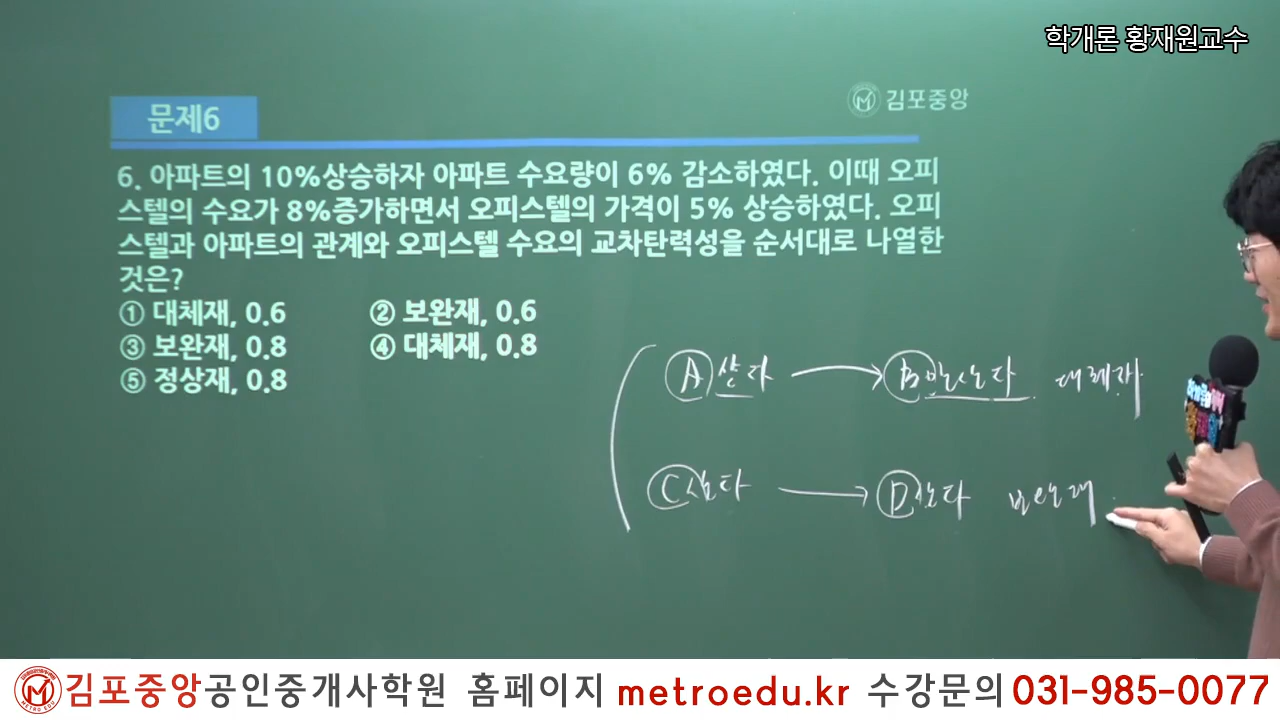 학개론 황재원교수
김포중앙
문제6
6. 아파트의 10%상승하자 아파트 수요량이 6% 감소하였다. 이때 오피
스텔의 수요가 8%증가하면서 오피스텔의 가격이 5% 상승하였다. 오피
스텔과 아파트의 관계와 오피스텔 수요의 교차탄력성을 순서대로 나열한
것은?
① 대체재, 0.6 ② 보완재, 0.6
③ 보완재, 0.8 ④ 대체재, 0.8
⑤ 정상재, 0.8
A 산다 B 안산다 대체재
C산다 D산다 보완재
김포중앙공인중개사학원 홈페이지 metroedu.kr 수강문의 031-985-0077